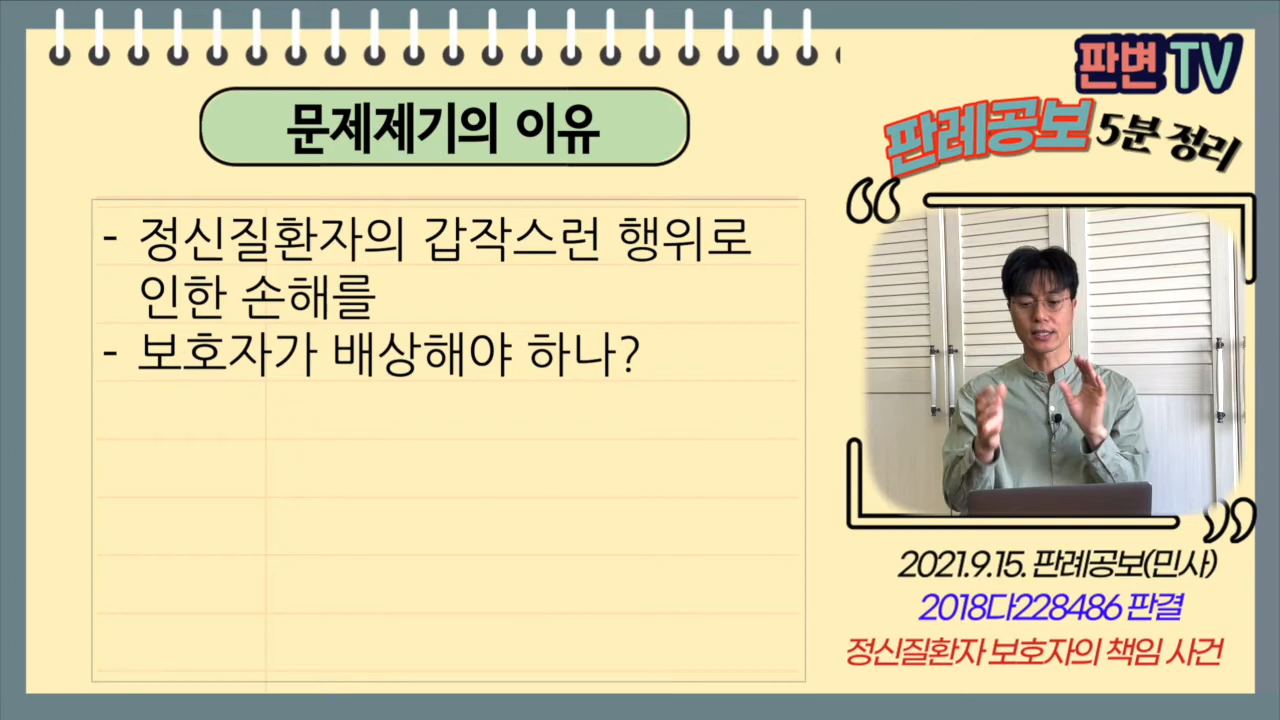 판변 TV
판례공보 5분 정리
문제제기의 이유
- 정신질환자의 갑작스런 행위로
인한 손해를
- 보호자가 배상해야 하나?
2021.9.15. 판례공보(민사)
2018다228486 판결
정신질환자 보호자의 책임 사건